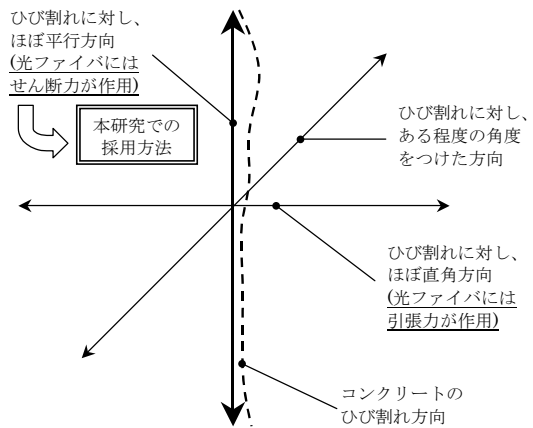 ひび割れに対し、
ほぼ平行方向
(光ファイバには
せん断力が作用)
本研究での
採用方法
ひび割れに対し、
ある程度の角度
をつけた方向
ひび割れに対し、
ほぼ直角方向
(光ファイバには
引張力が作用)
コンクリートの
ひび割れ方向